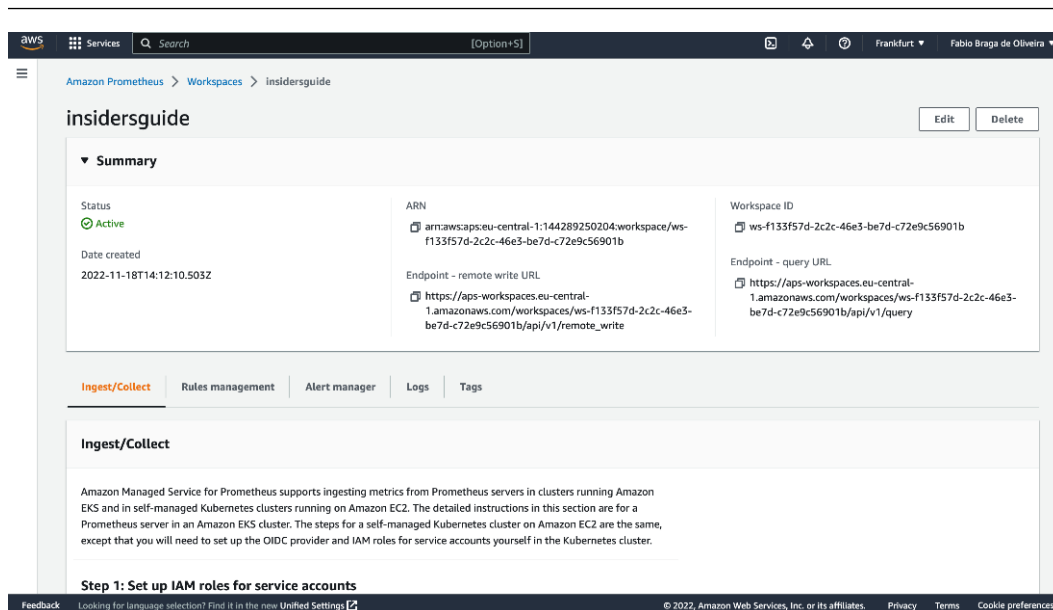 aws
Services
Search
[Option+S]
Frankfurt ▼
Fabio Braga de Oliveira ▼
Amazon Prometheus > Workspaces > insidersguide
insidersguide
Edit
Delete
▼ Summary
Status
Active
Date created
2022-11-18T14:12:10.503Z
ARN
arn:aws:aps:eu-central-1:144289250204:workspace/ws-
f133f57d-2c2c-46e3-be7d-c72e9c56901b
Endpoint - remote write URL
https://aps-workspaces.eu-central-
1.amazonaws.com/workspaces/ws-f133f57d-2c2c-46e3-
be7d-c72e9c56901b/api/v1/remote_write
Workspace ID
ws-f133f57d-2c2c-46e3-be7d-c72e9c56901b
Endpoint - query URL
https://aps-workspaces.eu-central-
1.amazonaws.com/workspaces/ws-f133f57d-2c2c-46e3-
be7d-c72e9c56901b/api/v1/query
Ingest/Collect
Rules management
Alert manager
Logs
Tags
Ingest/Collect
Amazon Managed Service for Prometheus supports ingesting metrics from Prometheus servers in clusters running Amazon
EKS and in self-managed Kubernetes clusters running on Amazon EC2. The detailed instructions in this section are for a
Prometheus server in an Amazon EKS cluster. The steps for a self-managed Kubernetes cluster on Amazon EC2 are the same,
except that you will need to set up the OIDC provider and IAM roles for service accounts yourself in the Kubernetes cluster.
Step 1: Set up IAM roles for service accounts
Feedback
Looking for language selection? Find it in the new Unified Settings
© 2022, Amazon Web Services, Inc. or its affiliates.
Privacy
Terms
Cookie preferences